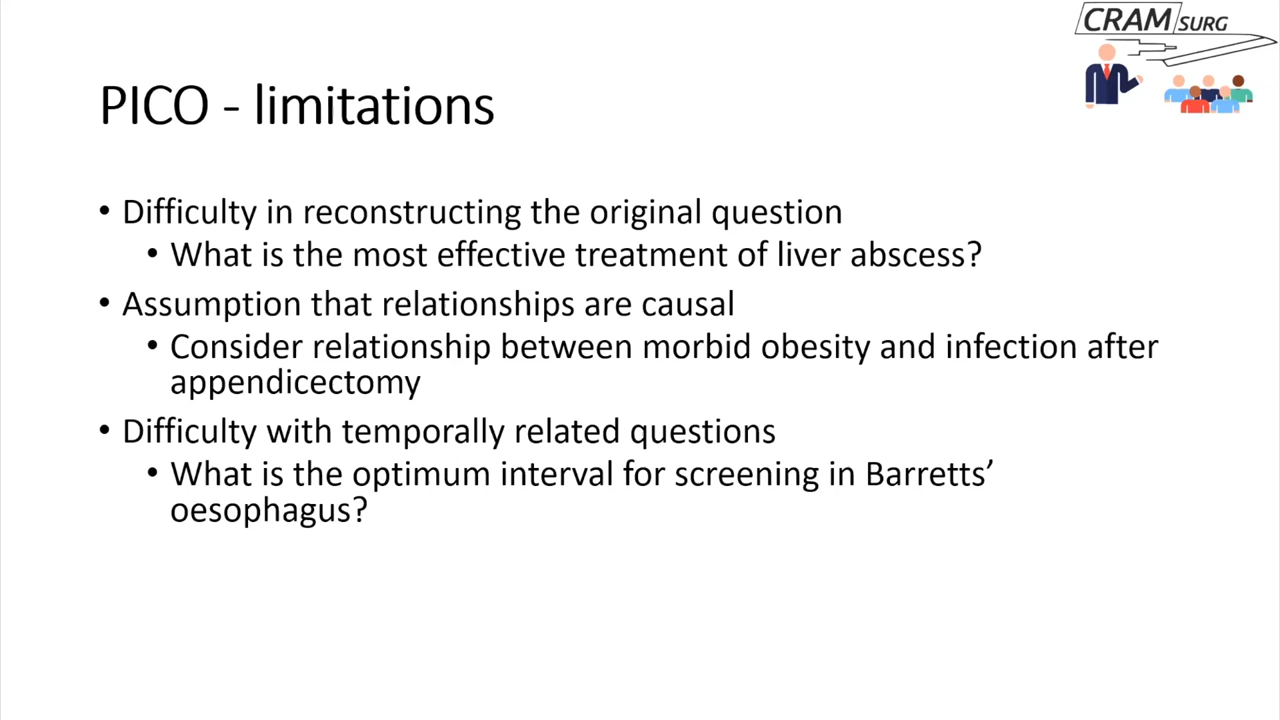 CRAM SURG
PICO - limitations
• Difficulty in reconstructing the original question
• What is the most effective treatment of liver abscess?
• Assumption that relationships are causal
• Consider relationship between morbid obesity and infection after
appendicectomy
• Difficulty with temporally related questions
• What is the optimum interval for screening in Barretts’
oesophagus?